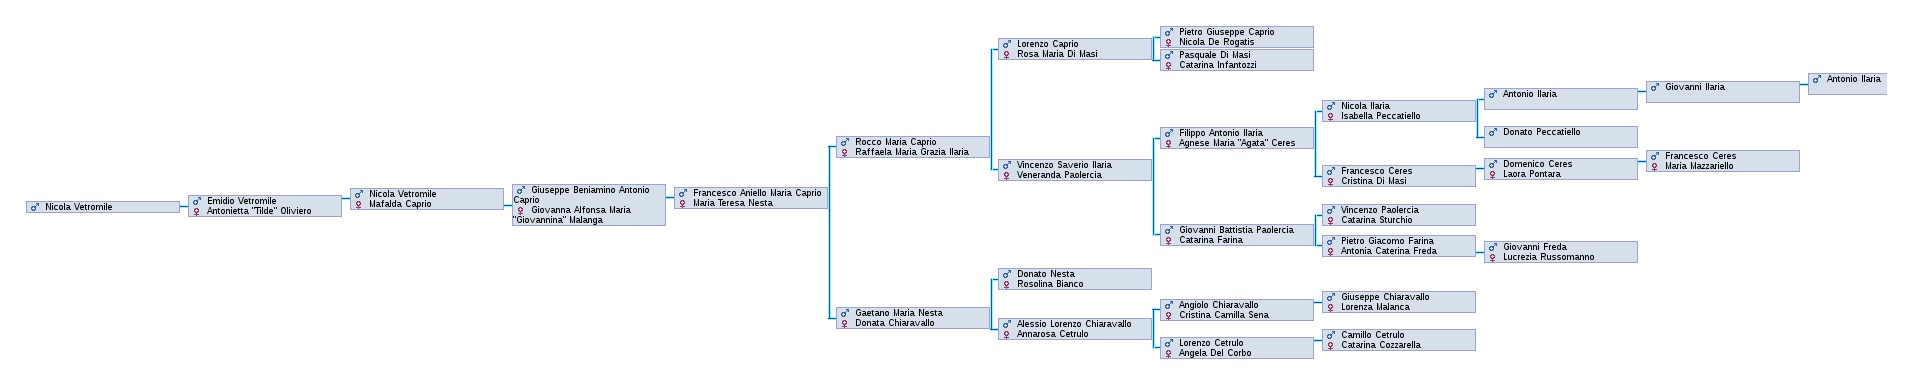 Nicola Vetromile
Emidio Vetromile
Antonietta "Tilde" Oliviero
Nicola Vetromile
Mafalda Caprio
Giuseppe Beniamino Antonio
Caprio
Giovanna Alfonsa Maria
"Giovannina" Malanga
Francesco Aniello Maria Caprio
Maria Teresa Nesta
Rocco Maria Caprio
Raffaela Maria Grazia Ilaria
Gaetano Maria Nesta
Donata Chiaravallo
Lorenzo Caprio
Rosa Maria Di Masi
Vincenzo Saverio Ilaria
Veneranda Paolercia
Donato Nesta
Rosolina Bianco
Alessio Lorenzo Chiaravallo
Annarosa Cetrulo
Pietro Giuseppe Caprio
Nicola De Rogatis
Pasquale Di Masi
Catarina Infantozzi
Filippo Antonio Ilaria
Agnese Maria "Agata" Ceres
Giovanni Battistia Paolercia
Catarina Farina
Angiolo Chiaravallo
Cristina Camilla Sena
Lorenzo Cetrulo
Angela Del Corbo
Nicola Ilaria
Isabella Peccatiello
Francesco Ceres
Cristina Di Masi
Vincenzo Paolercia
Catarina Sturchio
Pietro Giacomo Farina
Antonia Caterina Freda
Giuseppe Chiaravallo
Lorenza Malanca
Camillo Cetrulo
Catarina Cozzarella
Antonio Ilaria
Donato Peccatiello
Domenico Ceres
Laora Pontara
Giovanni Freda
Lucrezia Russomanno
Giovanni Ilaria
Francesco Ceres
Maria Mazzariello
Antonio Ilaria